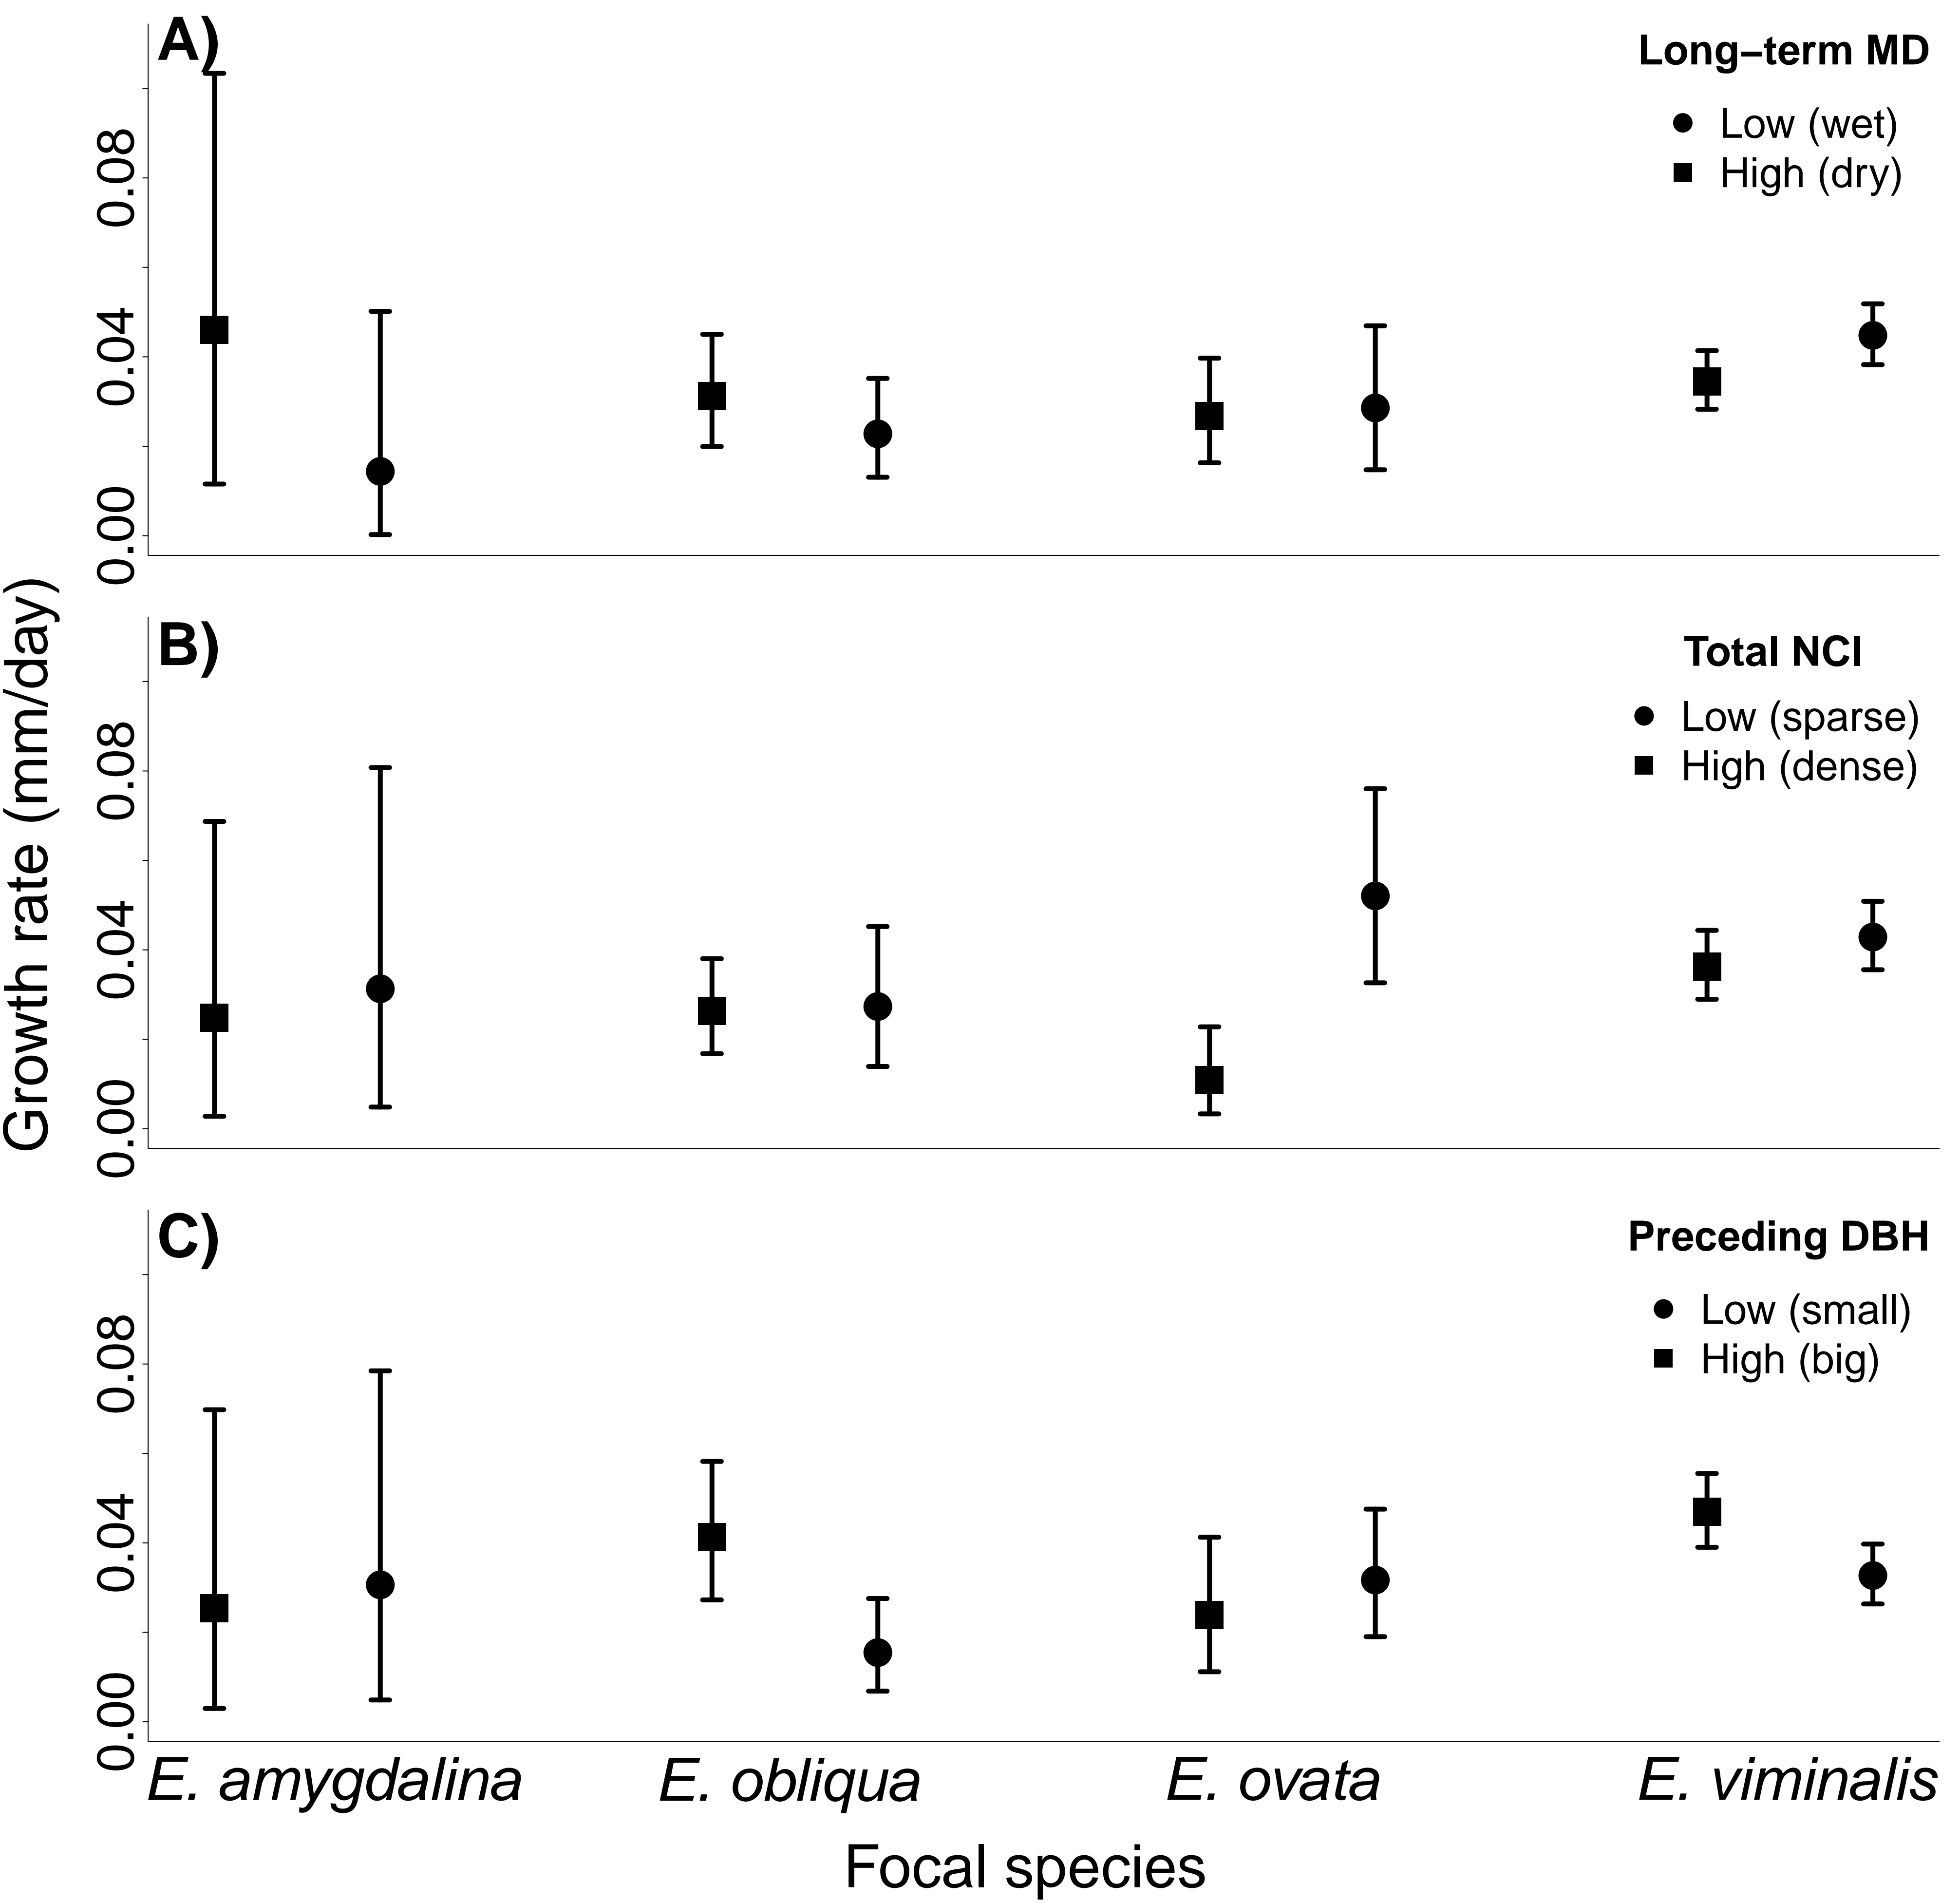 A)
Long–term MD
Low (wet)
High (dry)
0.08
0.04
0.00
Growth rate (mm/day)
B)
Total NCI
Low (sparse)
High (dense)
0.08
0.04
0.00
C)
Preceding DBH
Low (small)
High (big)
0.08
0.04
0.00
E. amygdalina E. obliqua E. ovata E. viminalis
Focal species